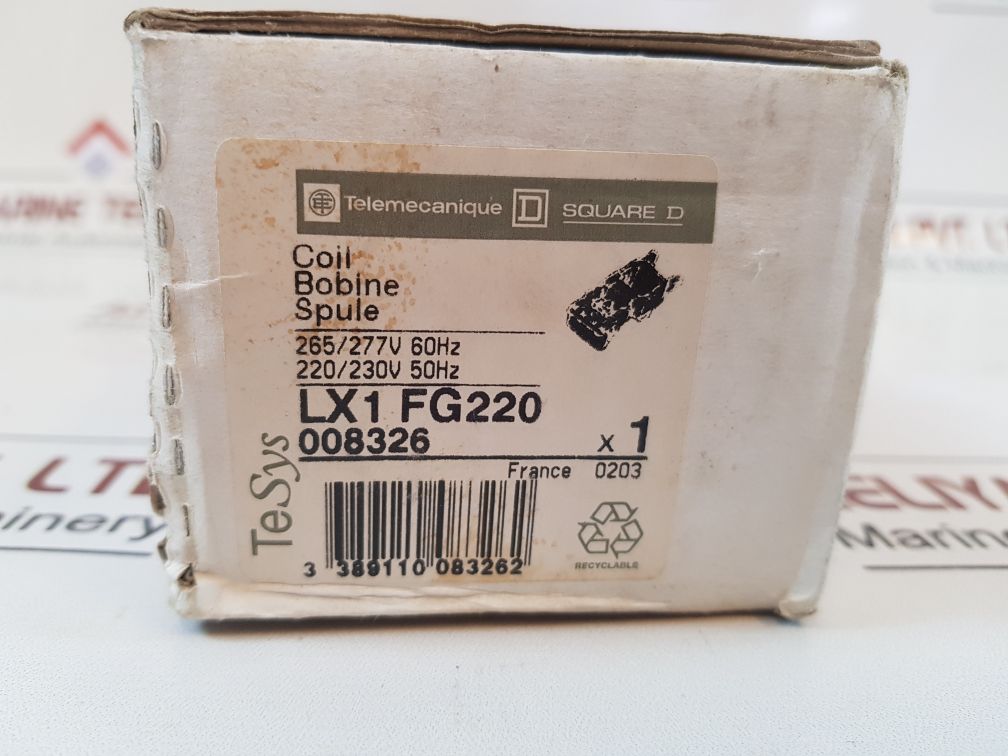 Telemecanique D SQUARE D
Coil
Bobine
Spule
265/277V 60Hz
220/230V 50Hz
LX1 FG220
008326
x 1
France 0203
TeSys
3 389110 083262
RECYCLABLE